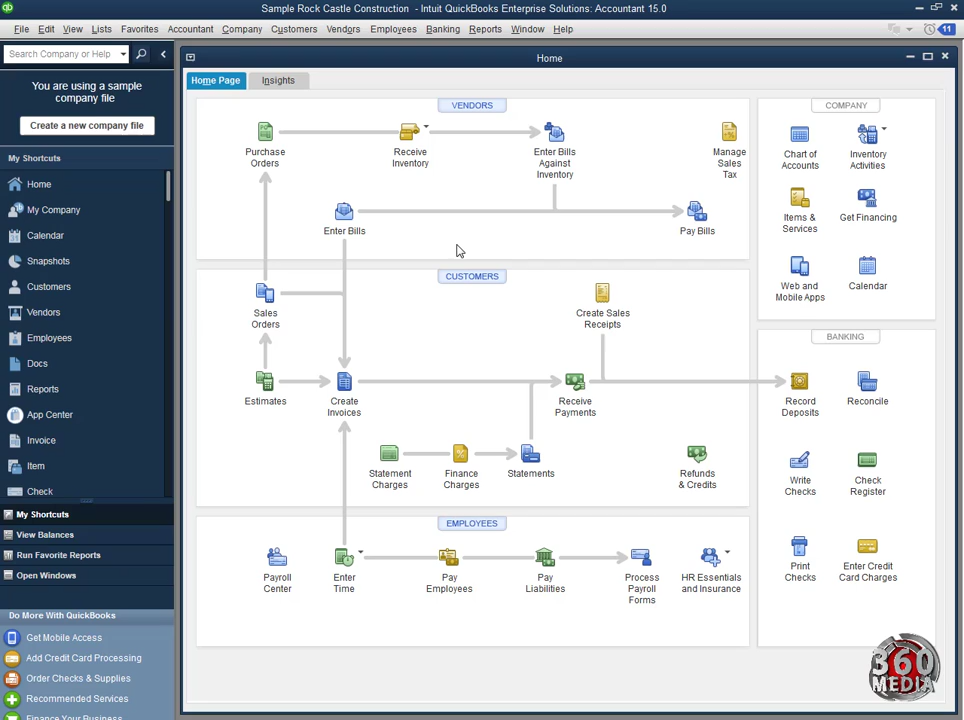 Sample Rock Castle Construction - Intuit QuickBooks Enterprise Solutions: Accountant 15.0
File Edit View Lists Favorites Accountant Company Customers Vendors Employees Banking Reports Window Help
11
Search Company or Help
You are using a sample
company file
Create a new company file
My Shortcuts
Home
My Company
Calendar
Snapshots
Customers
Vendors
Employees
Docs
Reports
App Center
Invoice
Item
Check
My Shortcuts
View Balances
Run Favorite Reports
Open Windows
Do More With QuickBooks
Get Mobile Access
Add Credit Card Processing
Order Checks & Supplies
Recommended Services
Finance Your Business
Home
Home Page
Insights
VENDORS
Purchase
Orders
Receive
Inventory
Enter Bills
Against
Inventory
Manage
Sales
Tax
Enter Bills
Pay Bills
CUSTOMERS
Sales
Orders
Create Sales
Receipts
Estimates
Create
Invoices
Receive
Payments
Statement
Charges
Finance
Charges
Statements
Refunds
& Credits
EMPLOYEES
Payroll
Center
Enter
Time
Pay
Employees
Pay
Liabilities
Process
Payroll
Forms
HR Essentials
and Insurance
COMPANY
Chart of
Accounts
Inventory
Activities
Items &
Services
Get Financing
Web and
Mobile Apps
Calendar
BANKING
Record
Deposits
Reconcile
Write
Checks
Check
Register
Print
Checks
Enter Credit
Card Charges
360
MEDIA